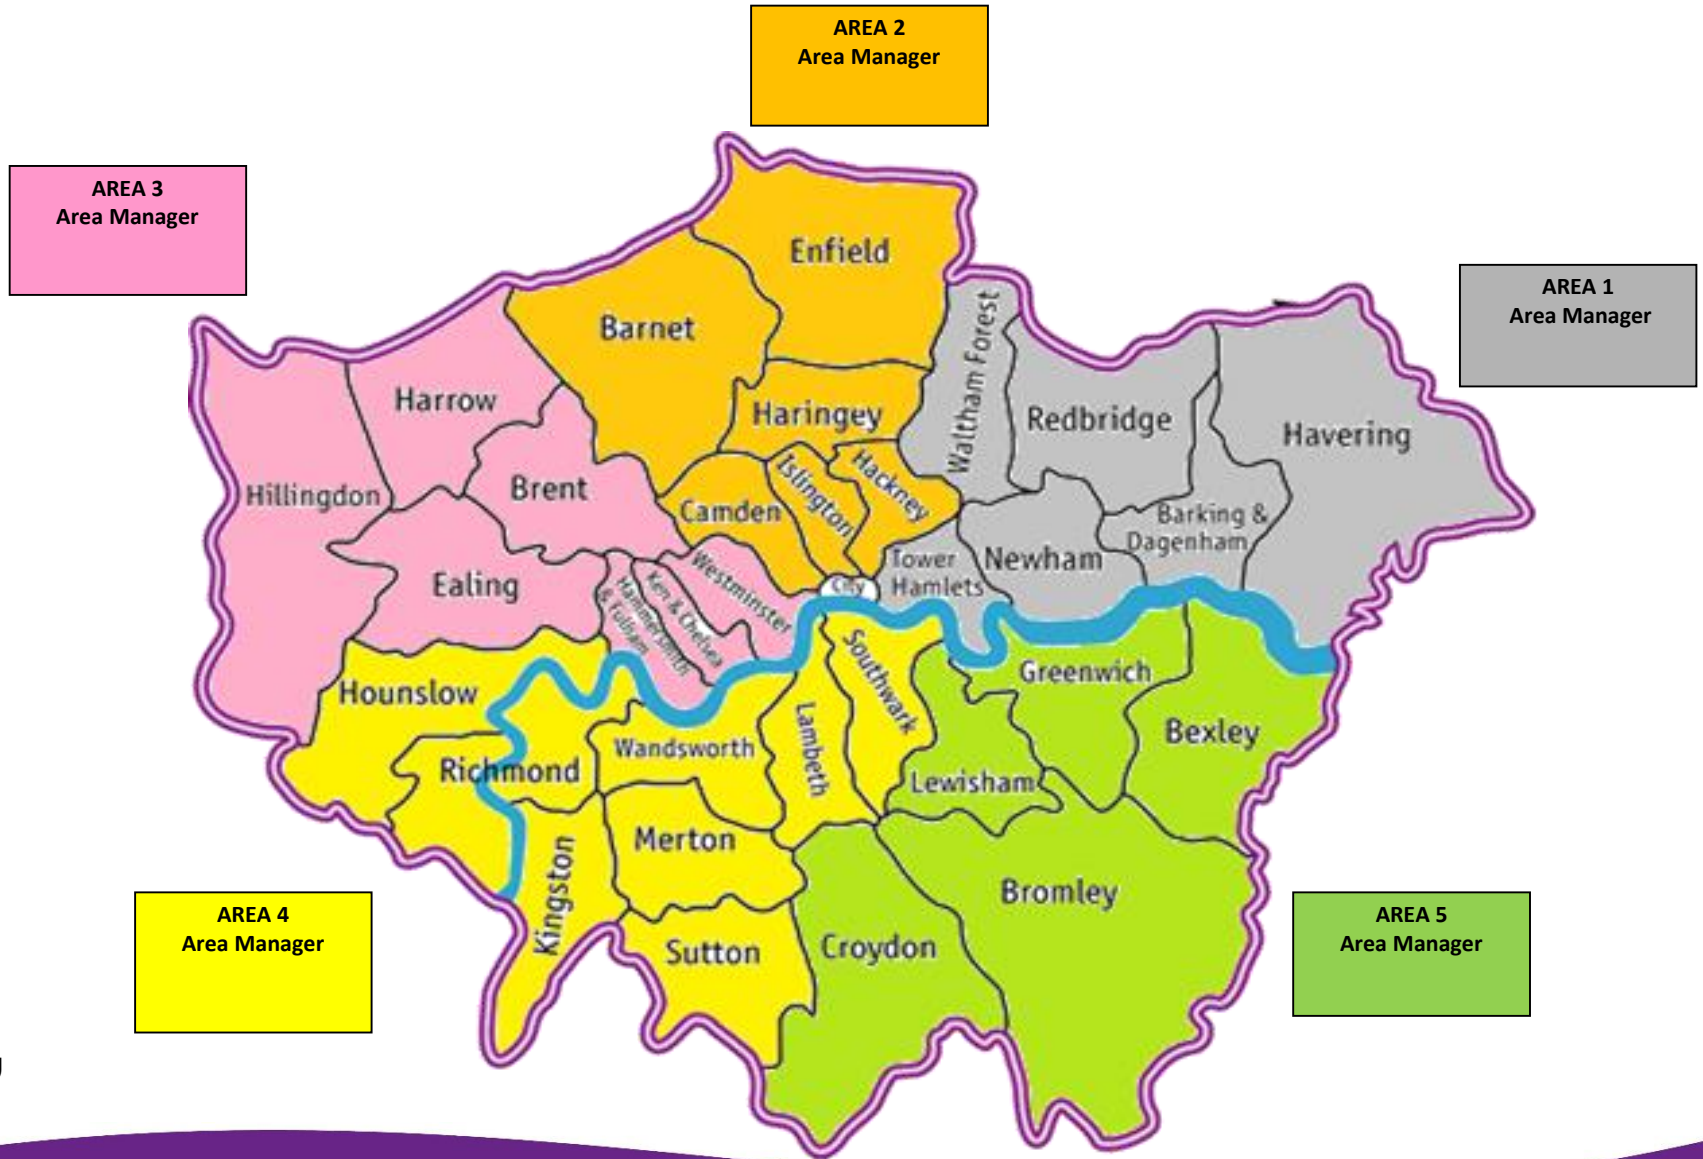 AREA 2
Area Manager
AREA 3
Area Manager
AREA 1
Area Manager
Enfield
Barnet
Waltham Forest
Harrow
Haringey
Redbridge
Havering
Hillingdon
Brent
Camden
Islington
Hackney
Barking &
Dagenham
Ealing
Westminster
Ken & Chelsea
Hammersmith
& Fulham
City
Tower
Hamlets
Newham
Hounslow
Southwark
Greenwich
Richmond
Wandsworth
Lambeth
Lewisham
Bexley
Merton
Kingston
Bromley
Sutton
Croydon
AREA 4
Area Manager
AREA 5
Area Manager